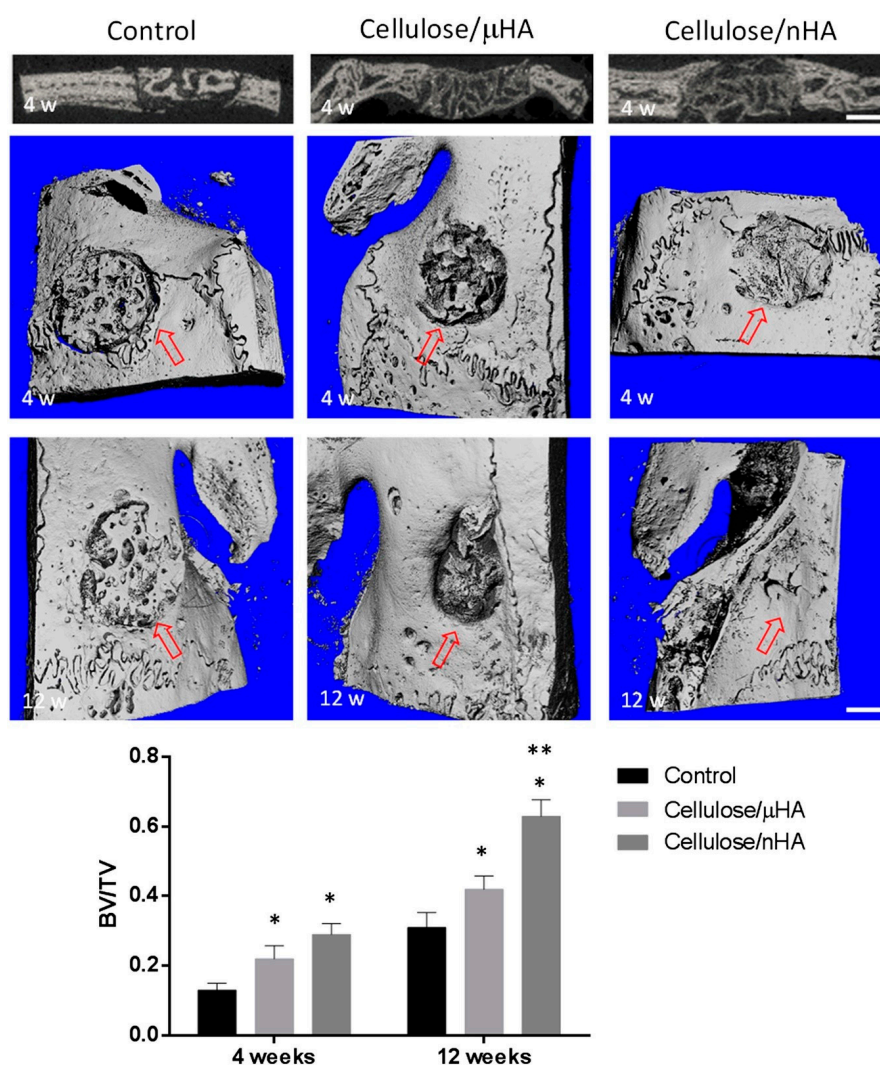 Control Cellulose/μHA Cellulose/nHA
4 w 4 w 4 w
4 w 4 w 4 w
12 w 12 w 12 w
BV/TV
0.8
0.6
0.4
0.2
0.0
* * * ** *
4 weeks 12 weeks
Control
Cellulose/μHA
Cellulose/nHA